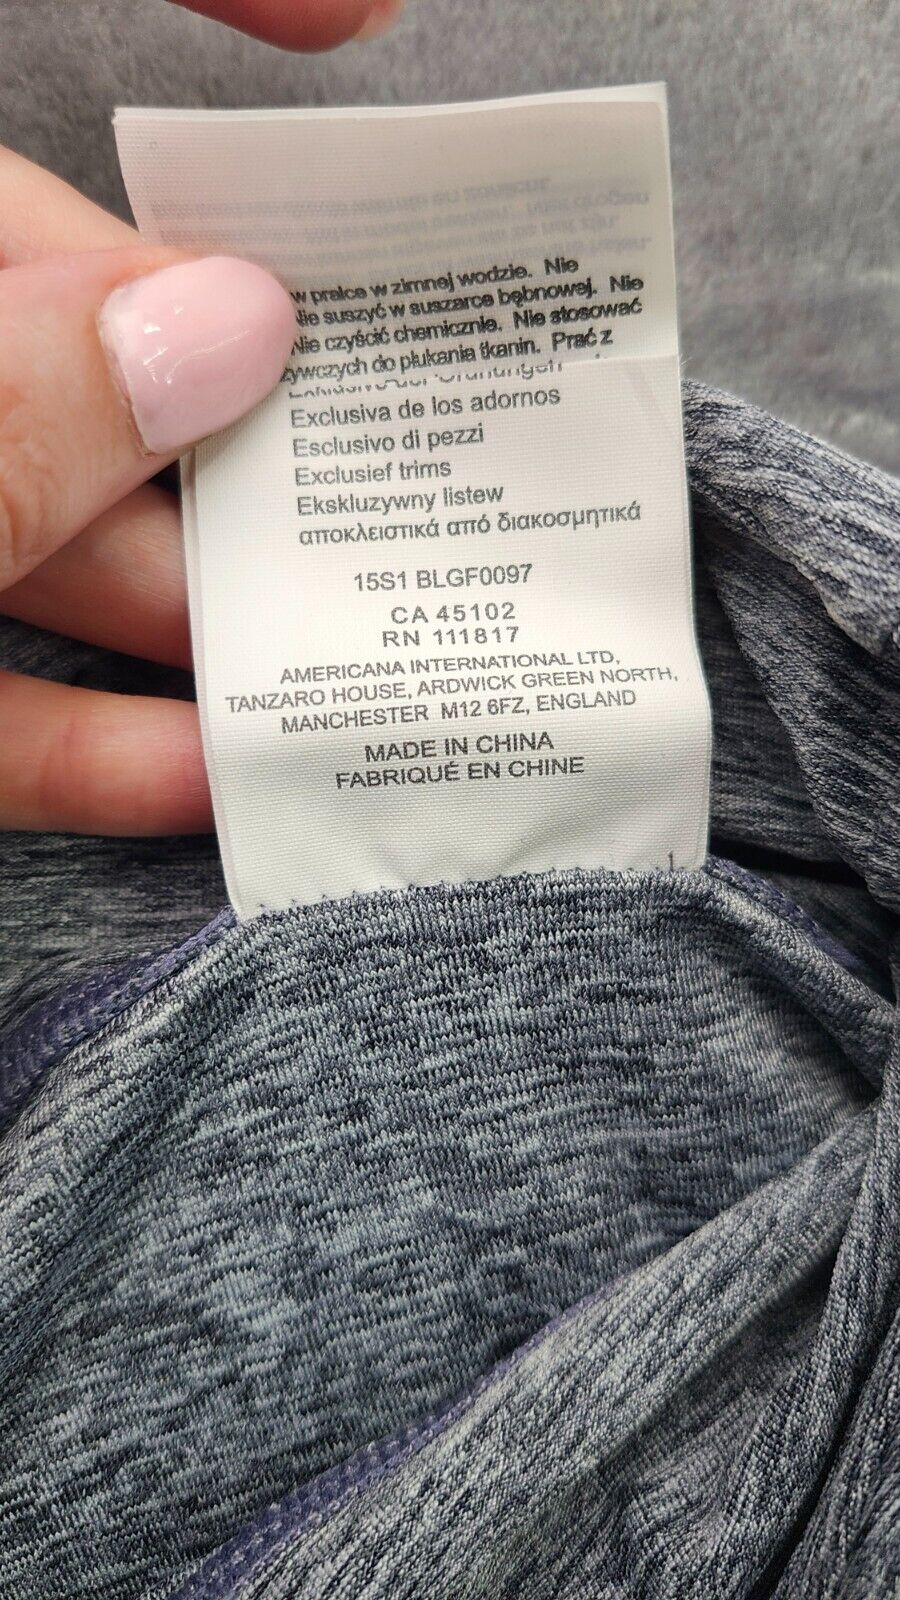 w pralce w zimnej wodzie. Nie
Nie suszyć w suszarce bębnowej. Nie
Nie czyścić chemicznie. Nie stosować
do płukania tkanin. Prać z
Exclusiva de los adornos
Esclusivo di pezzi
Exclusief trims
Ekskluzywny listew
αποκλειστικά από διακοσμητικά
15S1 BLGF0097
CA 45102
RN 111817
AMERICANA INTERNATIONAL LTD,
TANZARO HOUSE, ARDWICK GREEN NORTH,
MANCHESTER M12 6FZ, ENGLAND
MADE IN CHINA
FABRIQUÉ EN CHINE